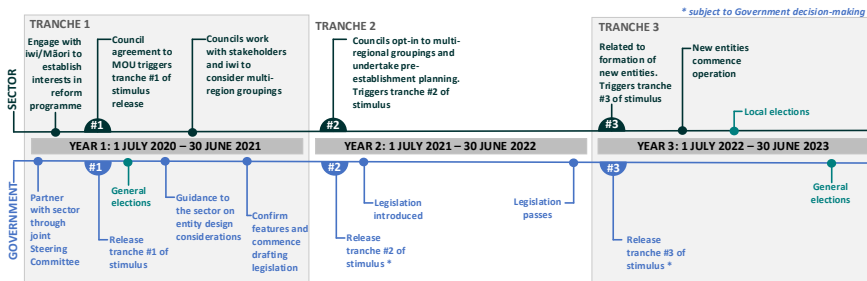 * subject to Government decision-making
TRANCHE 1
TRANCHE 2
TRANCHE 3
SECTOR
Engage with
iwi/Māori to
establish
interests in
reform
programme
Council
agreement to
MOU triggers
tranche #1 of
stimulus
release
Councils work
with stakeholders
and iwi to
consider multi-
region groupings
Councils opt-in to multi-
regional groupings and
undertake pre-
establishment planning.
Triggers tranche #2 of
stimulus
Related to
formation of
new entities.
Triggers tranche
#3 of stimulus
New entities
commence
operation
Local elections
#1
#2
#3
YEAR 1: 1 JULY 2020 – 30 JUNE 2021
YEAR 2: 1 JULY 2021 – 30 JUNE 2022
YEAR 3: 1 JULY 2022 – 30 JUNE 2023
GOVERNMENT
#1
#2
#3
Partner
with sector
through
joint
Steering
Committee
Release
tranche #1 of
stimulus
General
elections
Guidance to
the sector on
entity design
considerations
Confirm
features and
commence
drafting
legislation
Release
tranche #2 of
stimulus *
Legislation
introduced
Legislation
passes
Release
tranche #3 of
stimulus *
General
elections